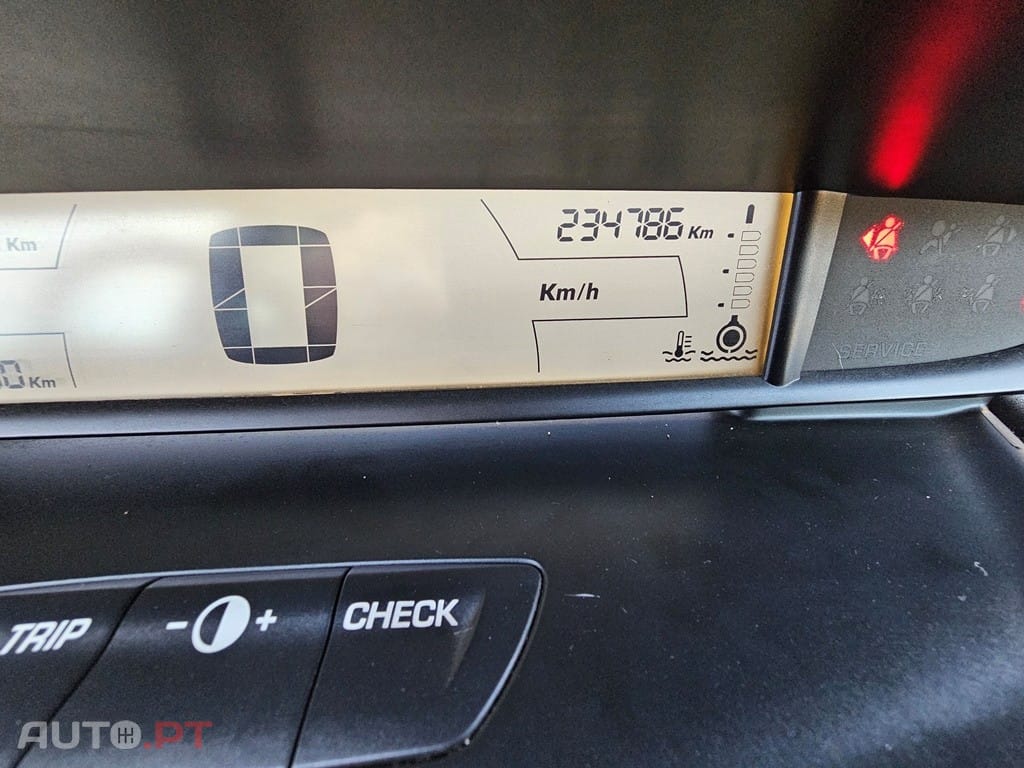 Km
234786 Km
Km/h
0 Km
SERVICE
TRIP
- +
CHECK
AUTO.PT